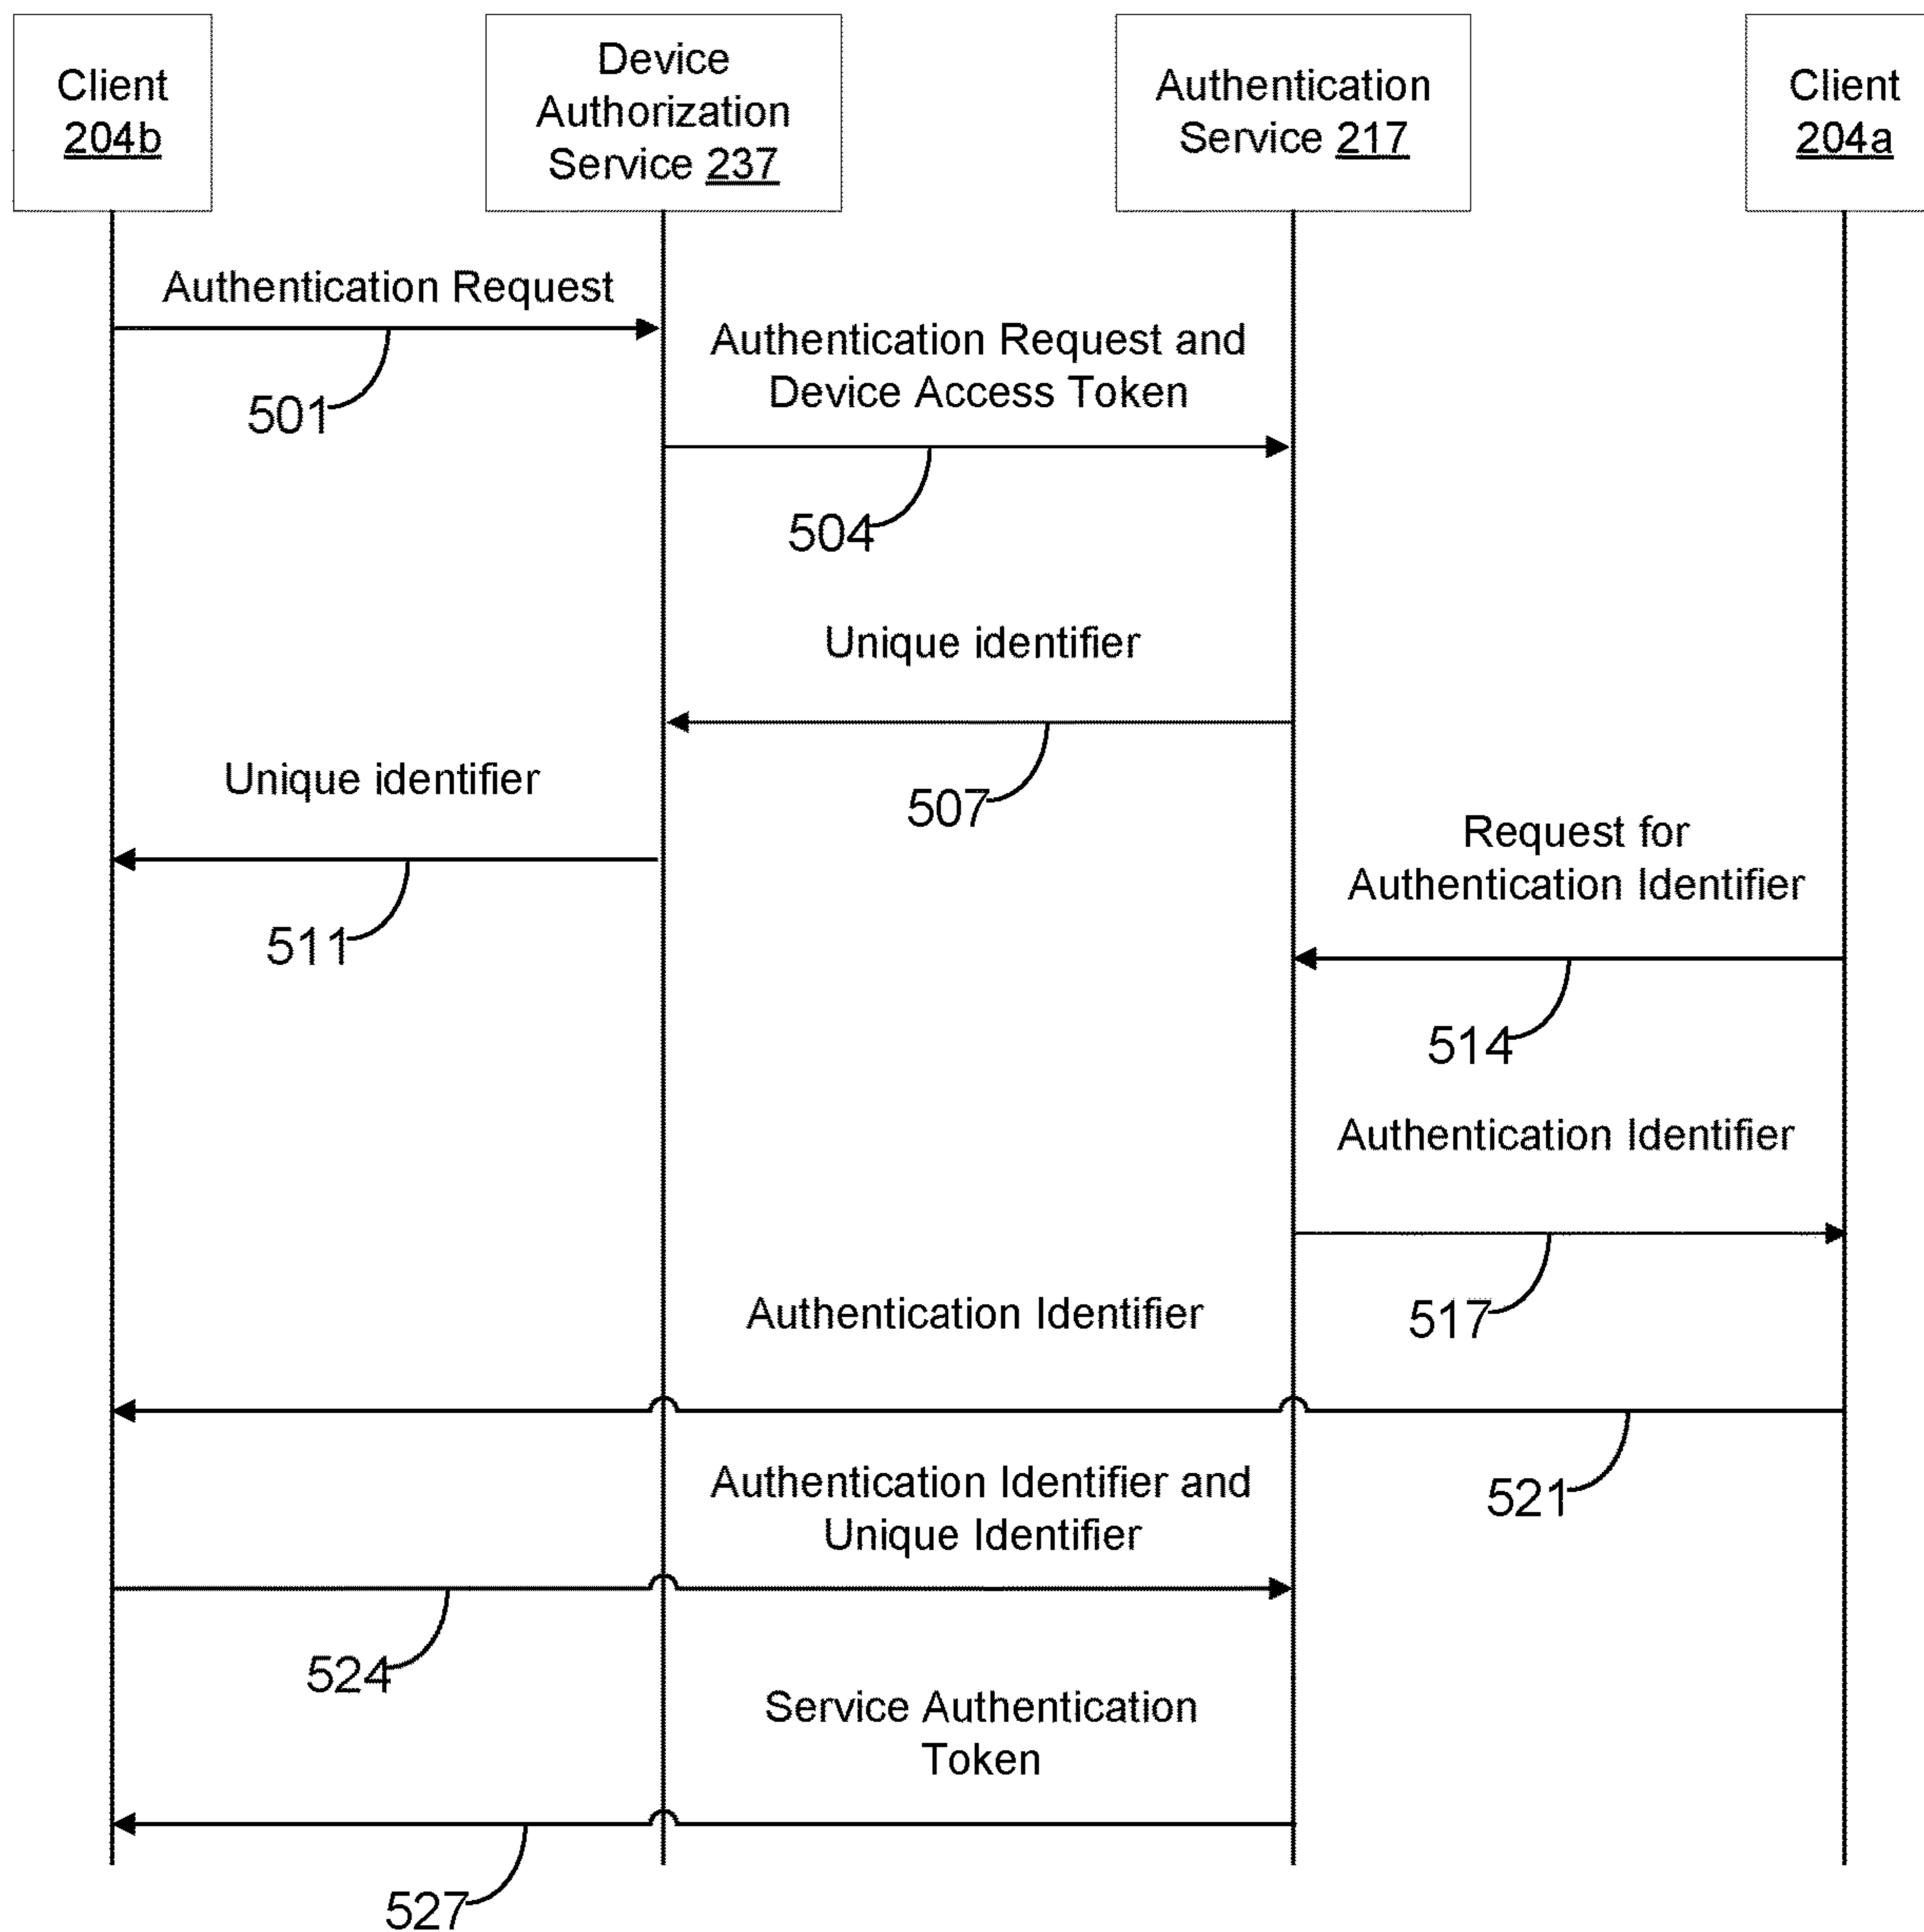 Client
204b
Device
Authorization
Service 237
Authentication
Service 217
Client
204a
Authentication Request
501
Authentication Request and
Device Access Token
504
Unique identifier
507
Unique identifier
511
Request for
Authentication Identifier
514
Authentication Identifier
517
Authentication Identifier
521
Authentication Identifier and
Unique Identifier
524
Service Authentication
Token
527